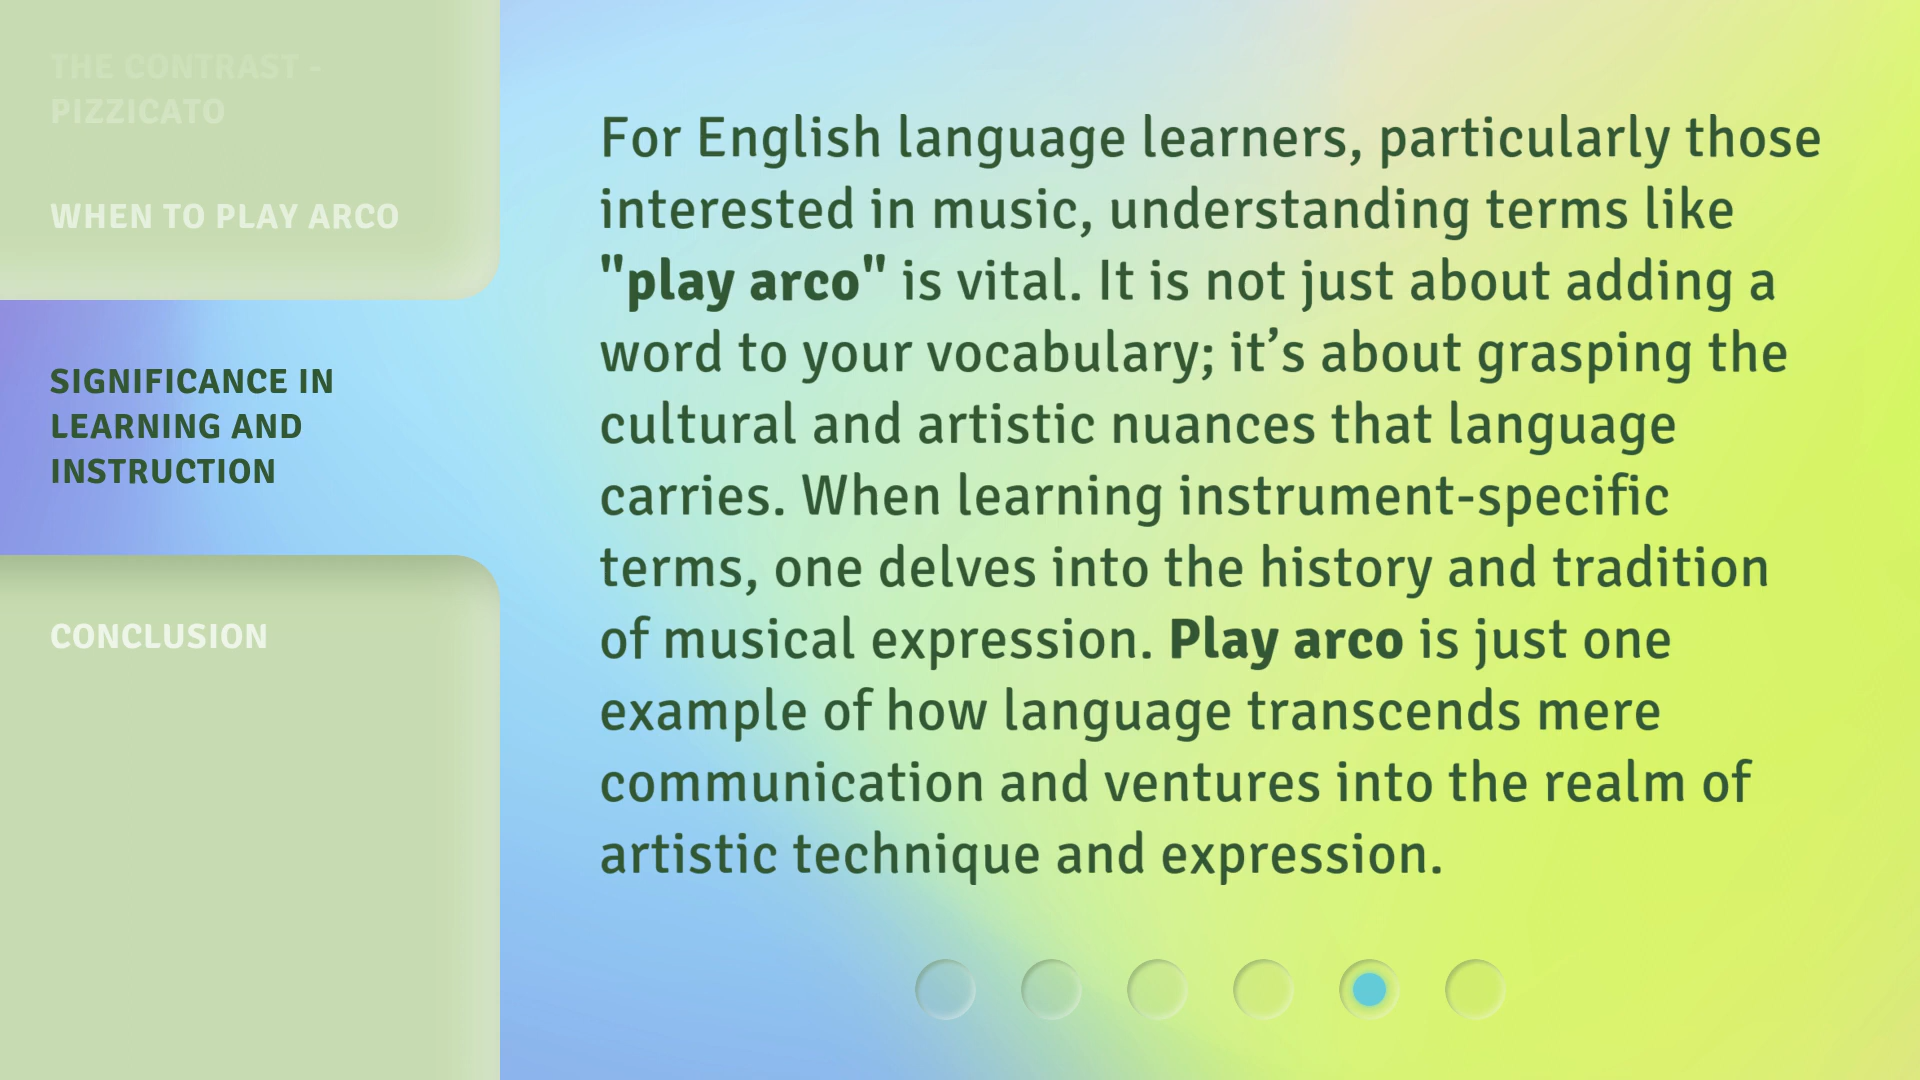 THE CONTRAST -
PIZZICATO
WHEN TO PLAY ARCO
SIGNIFICANCE IN
LEARNING AND
INSTRUCTION
CONCLUSION
For English language learners, particularly those
interested in music, understanding terms like
"play arco" is vital. It is not just about adding a
word to your vocabulary; it’s about grasping the
cultural and artistic nuances that language
carries. When learning instrument-specific
terms, one delves into the history and tradition
of musical expression. Play arco is just one
example of how language transcends mere
communication and ventures into the realm of
artistic technique and expression.